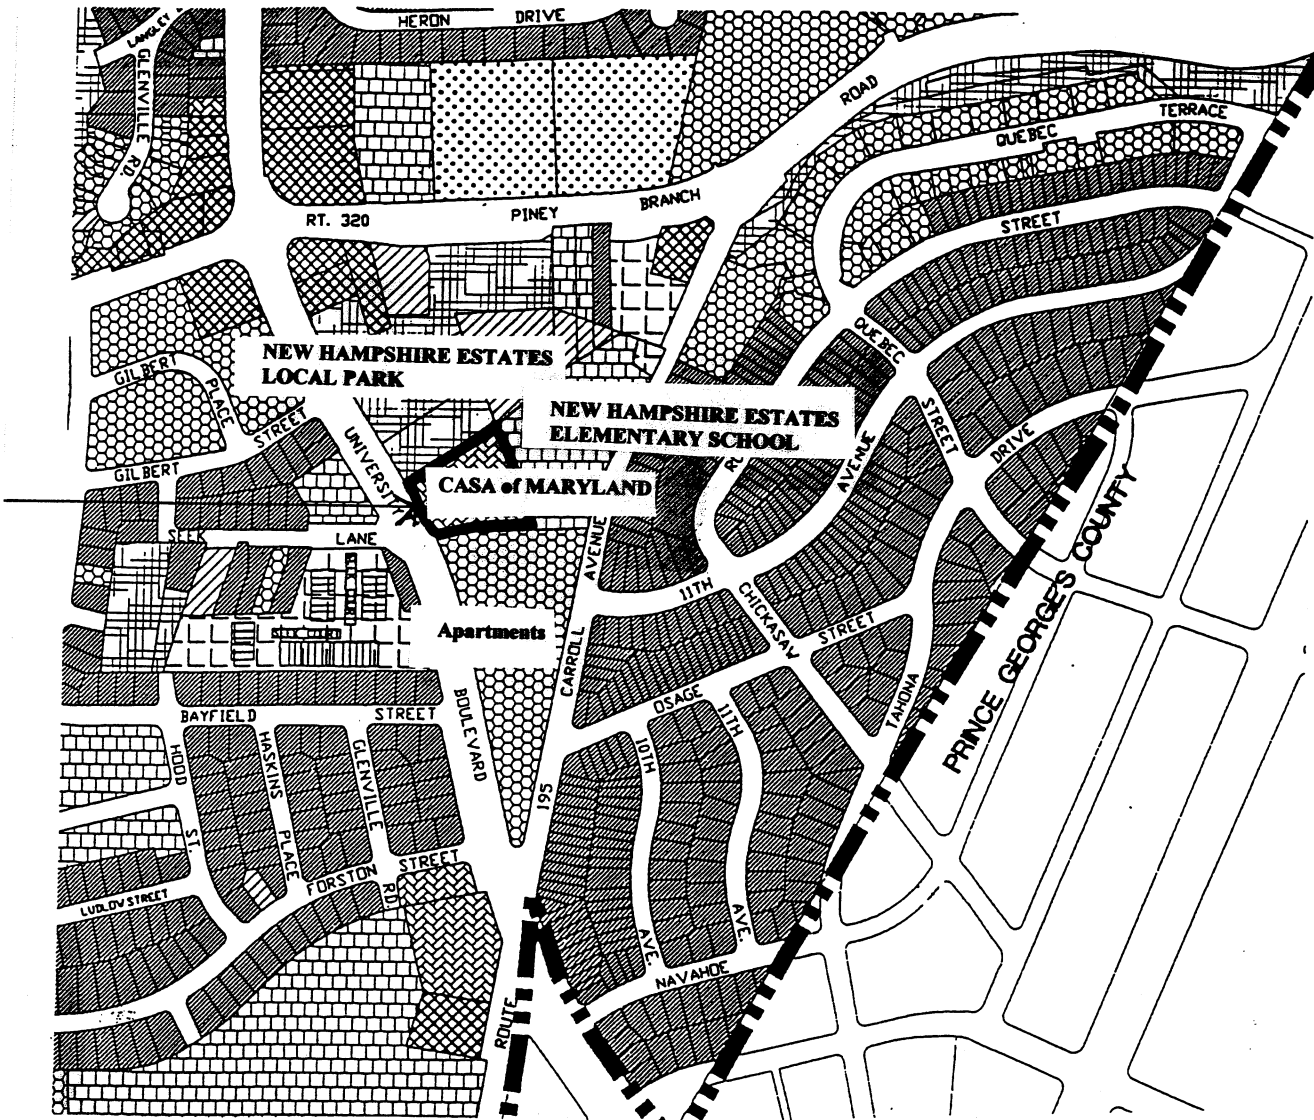 LANGLEY
GLENVILLE RD.
HERON DRIVE
ROAD
QUEBEC TERRACE
RT. 320 PINEY BRANCH
STREET
QUEBEC
STREET
DRIVE
AVENUE
GILBERT
PLACE
NEW HAMPSHIRE ESTATES
LOCAL PARK
NEW HAMPSHIRE ESTATES
ELEMENTARY SCHOOL
GILBERT STREET
UNIVERSITY
CASA of MARYLAND
SEEK LANE
AVENUE
11TH
CHICKASAW
STREET
Apartments
CARROLL
OSAGE
11TH
10TH
TAHONA
PRINCE GEORGE'S COUNTY
BAYFIELD STREET
BOULEVARD
HOOD
HASKINS
GLENVILLE
195
ST.
PLACE
FORSTON STREET
RD
LUDLOW STREET
AVE.
AVE.
NAVAHOE
ROUTE